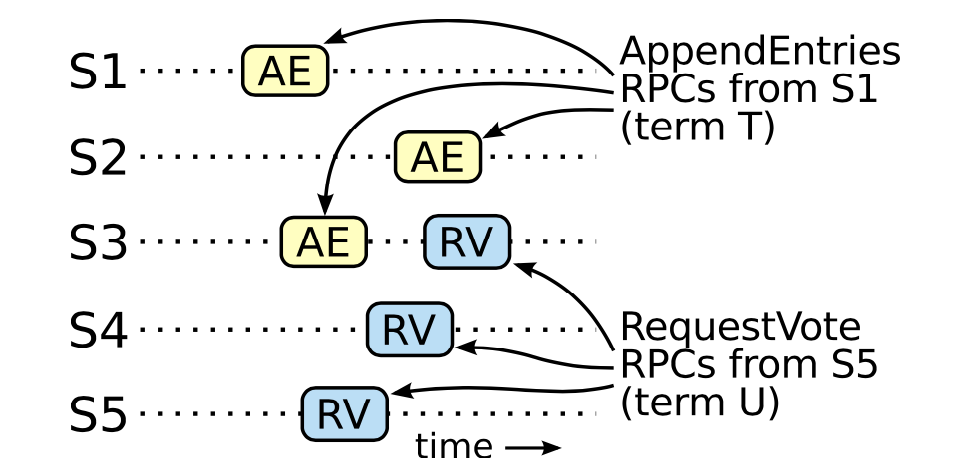 S1 AE
AppendEntries
RPCs from S1
(term T)
S2 AE
S3 AE RV
S4 RV
RequestVote
RPCs from S5
(term U)
S5 RV
time